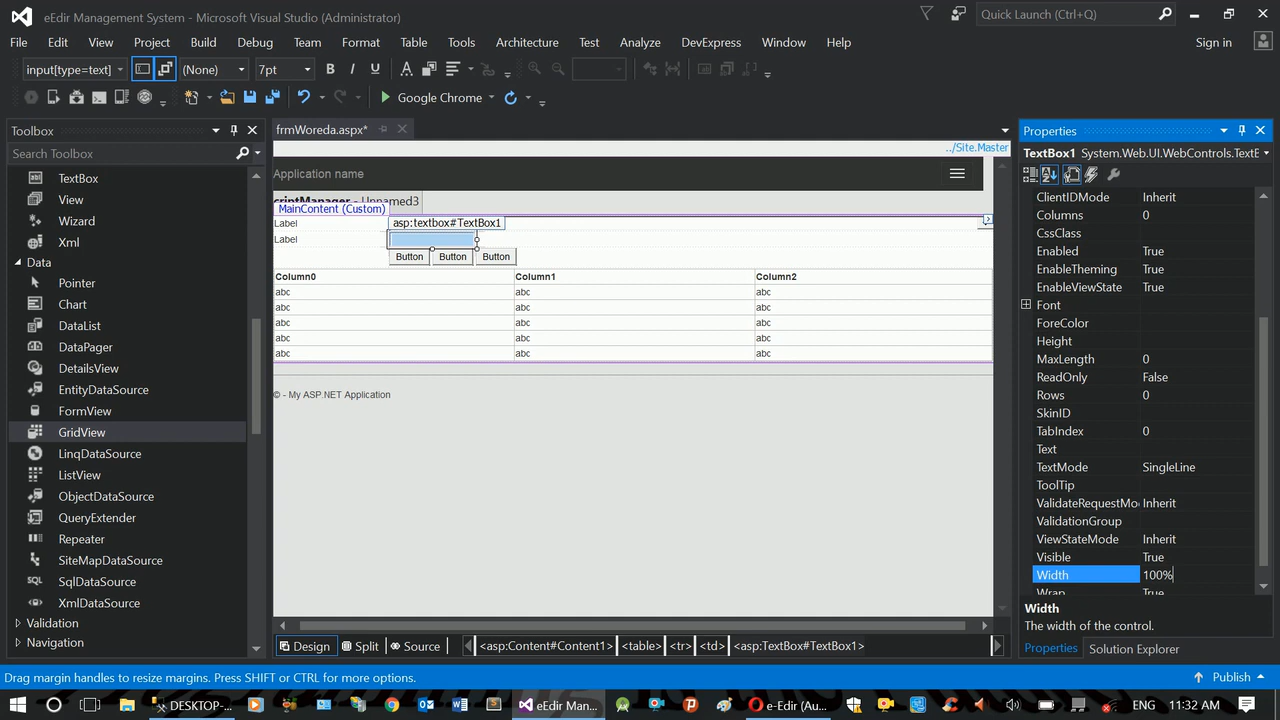 eEdir Management System - Microsoft Visual Studio (Administrator)
Quick Launch (Ctrl+Q)
File Edit View Project Build Debug Team Format Table Tools Architecture Test Analyze DevExpress Window Help
Sign in
input[type=text] (None) 7pt B I U A
Google Chrome
Toolbox
Search Toolbox
TextBox
View
Wizard
Xml
Data
Pointer
Chart
DataList
DataPager
DetailsView
EntityDataSource
FormView
GridView
LinqDataSource
ListView
ObjectDataSource
QueryExtender
Repeater
SiteMapDataSource
SqlDataSource
XmlDataSource
Validation
Navigation
frmWoreda.aspx*
../Site.Master
Application name
criptManager - Unnamed3
MainContent (Custom)
Label asp:textbox#TextBox1
Label
Button Button Button
Column0 Column1 Column2
abc abc abc
abc abc abc
abc abc abc
abc abc abc
abc abc abc
© - My ASP.NET Application
Design Split Source <asp:Content#Content1> <table> <tr> <td> <asp:TextBox#TextBox1>
Properties
TextBox1 System.Web.UI.WebControls.TextB
ClientIDMode Inherit
Columns 0
CssClass
Enabled True
EnableTheming True
EnableViewState True
Font
ForeColor
Height
MaxLength 0
ReadOnly False
Rows 0
SkinID
TabIndex 0
Text
TextMode SingleLine
ToolTip
ValidateRequestMo Inherit
ValidationGroup
ViewStateMode Inherit
Visible True
Width 100%
Wrap True
Width
The width of the control.
Properties Solution Explorer
Drag margin handles to resize margins. Press SHIFT or CTRL for more options.
Publish
DESKTOP-... eEdir Man... e-Edir (Au... ENG 11:32 AM